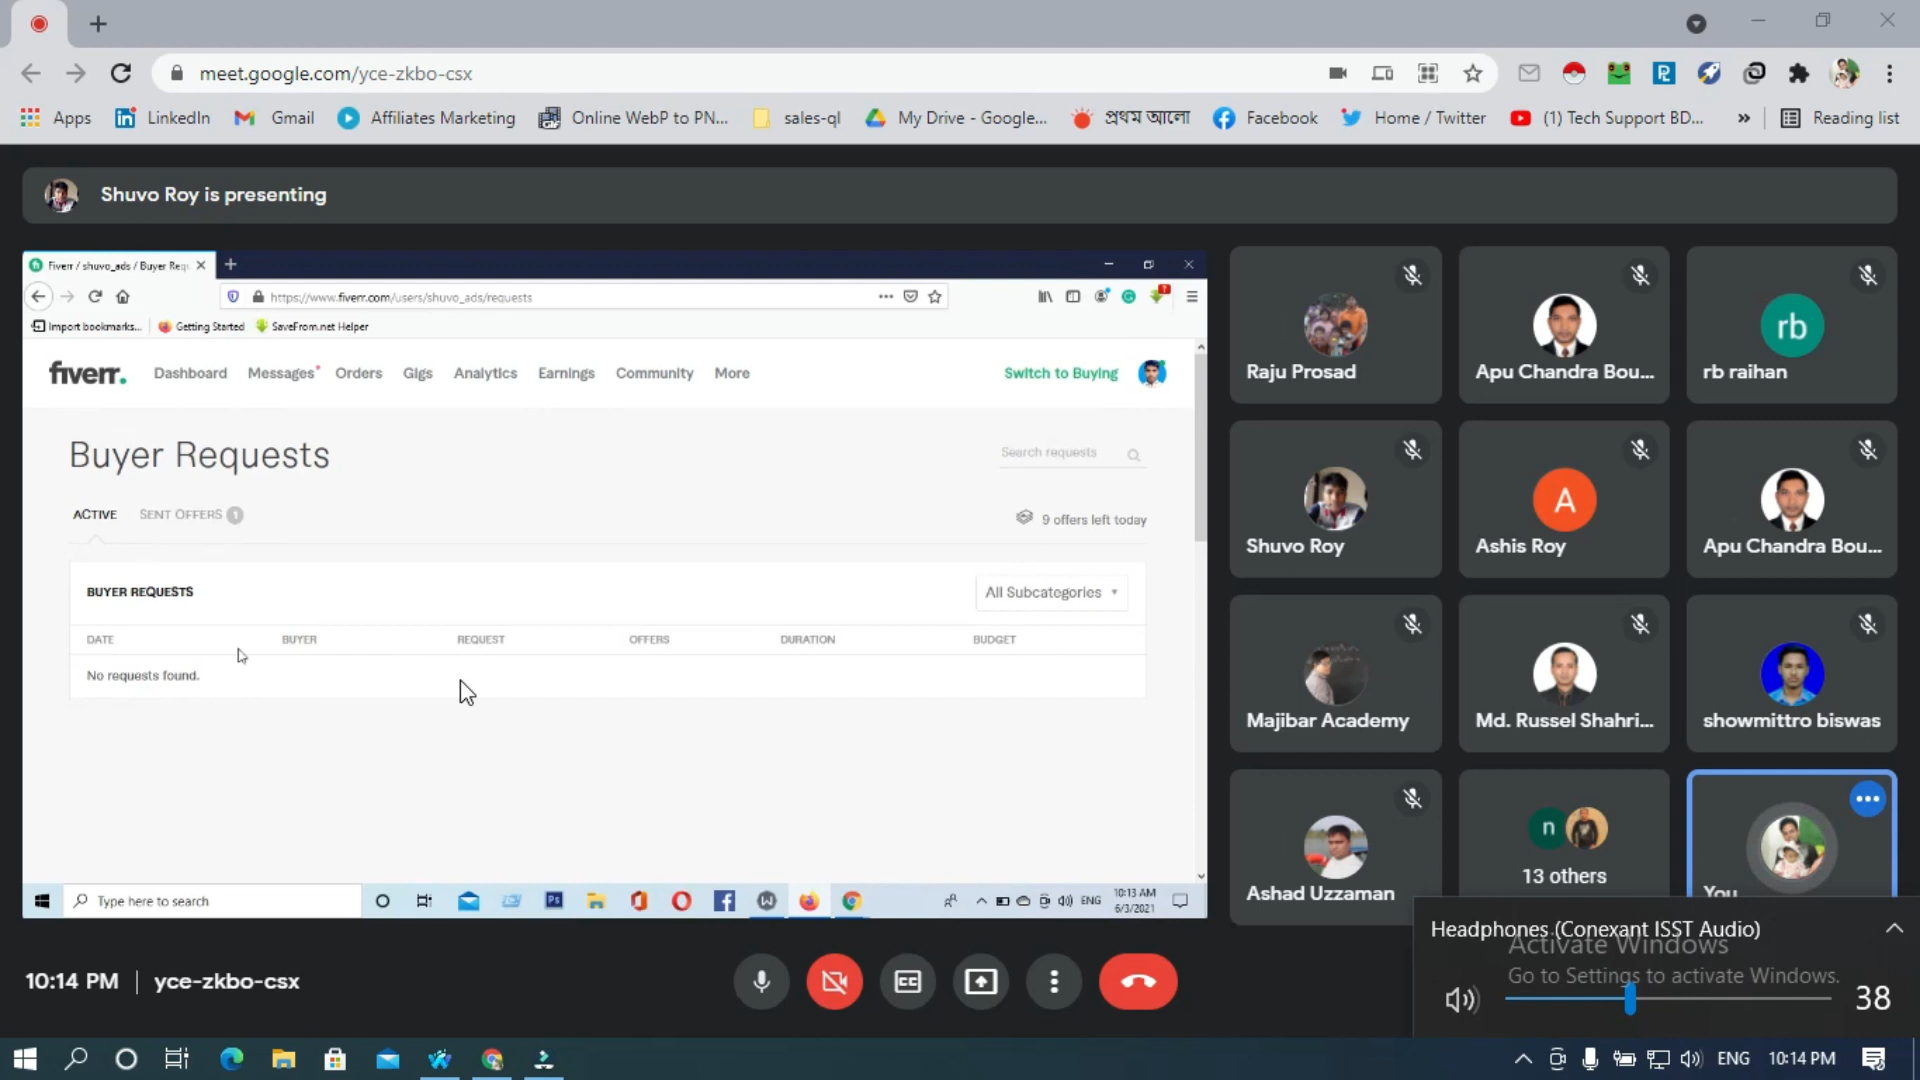 meet.google.com/yce-zkbo-csx
Apps LinkedIn Gmail Affiliates Marketing Online WebP to PN... sales-ql My Drive - Google... প্রথম আলো Facebook Home / Twitter (1) Tech Support BD... » Reading list
Shuvo Roy is presenting
Fiverr / shuvo_ads / Buyer Requ
https://www.fiverr.com/users/shuvo_ads/requests
Import bookmarks... Getting Started SaveFrom.net Helper
fiverr. Dashboard Messages Orders Gigs Analytics Earnings Community More Switch to Buying
Buyer Requests
Search requests
ACTIVE SENT OFFERS 1
9 offers left today
BUYER REQUESTS
All Subcategories
DATE BUYER REQUEST OFFERS DURATION BUDGET
No requests found.
Type here to search
Ps
ENG
10:13 AM
6/3/2021
Raju Prosad
Apu Chandra Bou...
rb
rb raihan
Shuvo Roy
A
Ashis Roy
Apu Chandra Bou...
Majibar Academy
Md. Russel Shahri...
showmittro biswas
Ashad Uzzaman
n
13 others
You
Headphones (Conexant ISST Audio)
Activate Windows
Go to Settings to activate Windows.
38
10:14 PM | yce-zkbo-csx
CC
ENG 10:14 PM